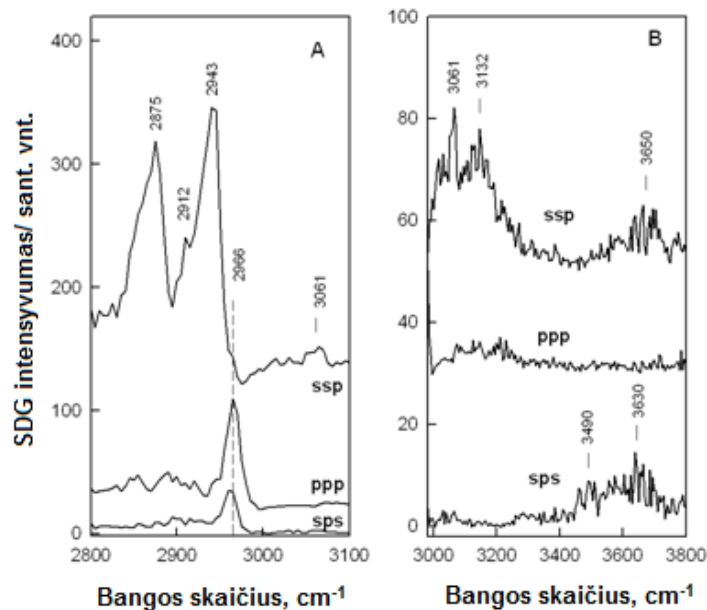 SDG intensyvumas/ sant. vnt.
400
300
200
100
0
A
2875
2912
2943
2966
3061
ssp
ppp
sps
2800 2900 3000 3100
Bangos skaičius, cm-1
100
80
60
40
20
0
B
3061
3132
3650
ssp
ppp
3490
3630
sps
3000 3200 3400 3600 3800
Bangos skaičius, cm-1